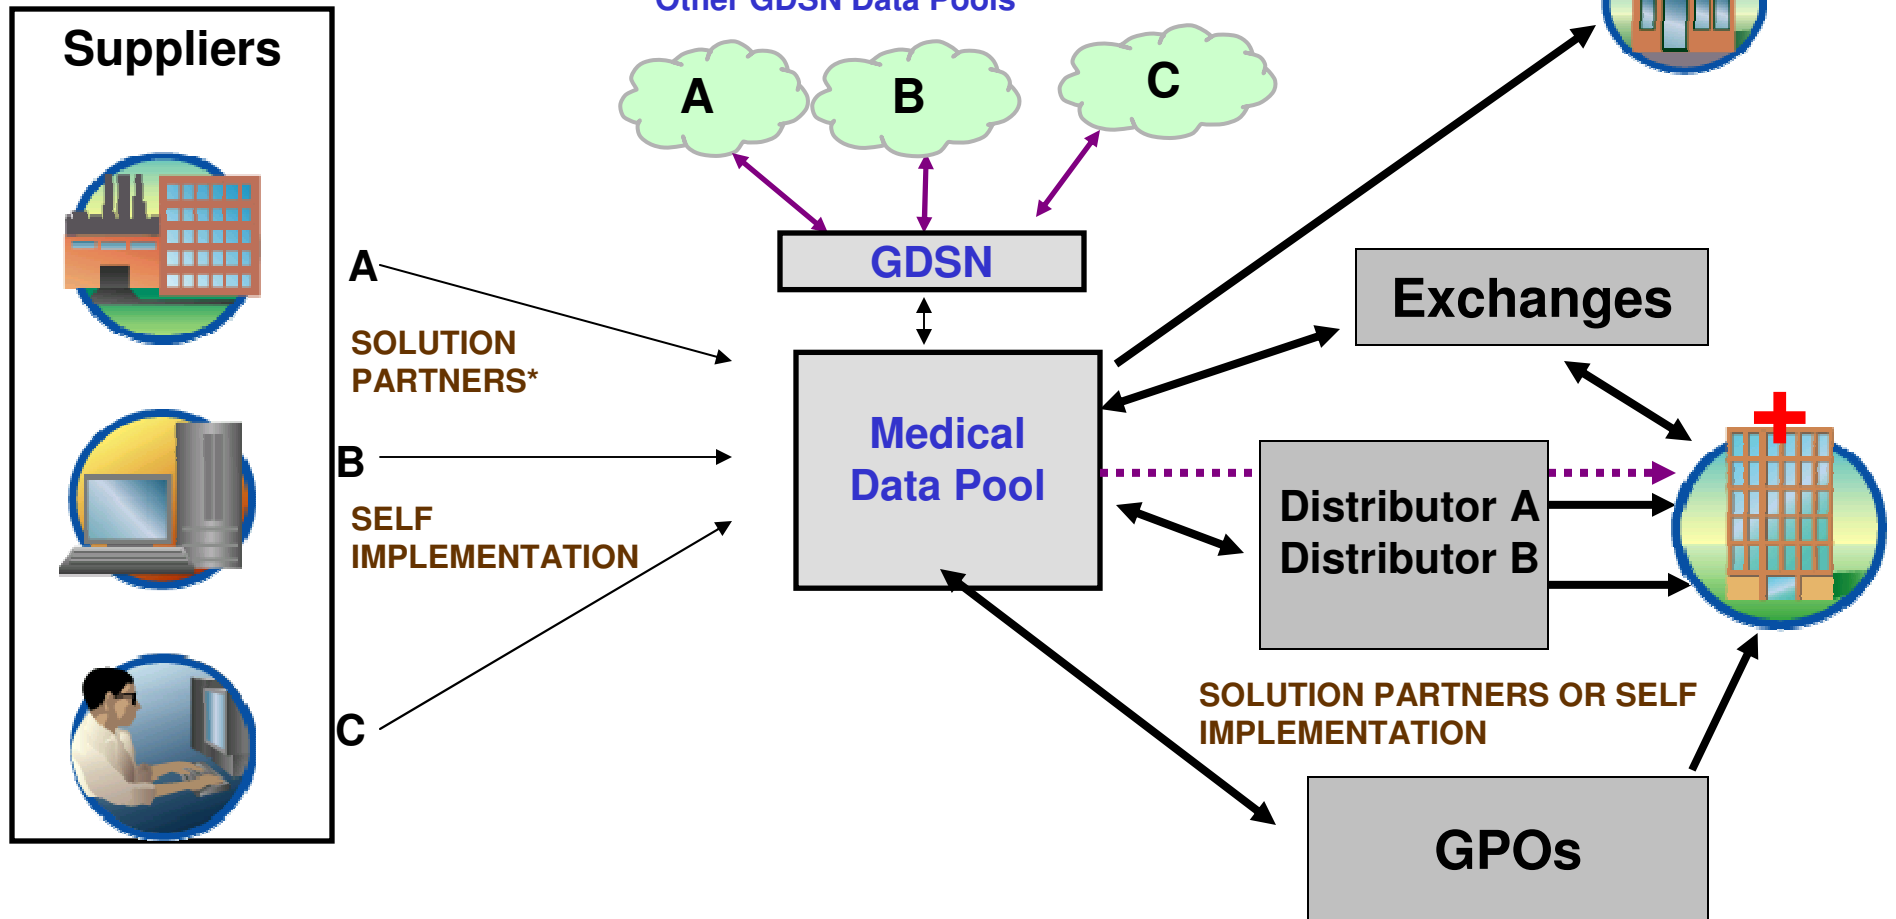 Other GDSN Data Pools
Suppliers
A
B
C
GDSN
Exchanges
A
SOLUTION
PARTNERS*
Medical
Data Pool
B
SELF
IMPLEMENTATION
Distributor A
Distributor B
C
SOLUTION PARTNERS OR SELF
IMPLEMENTATION
GPOs